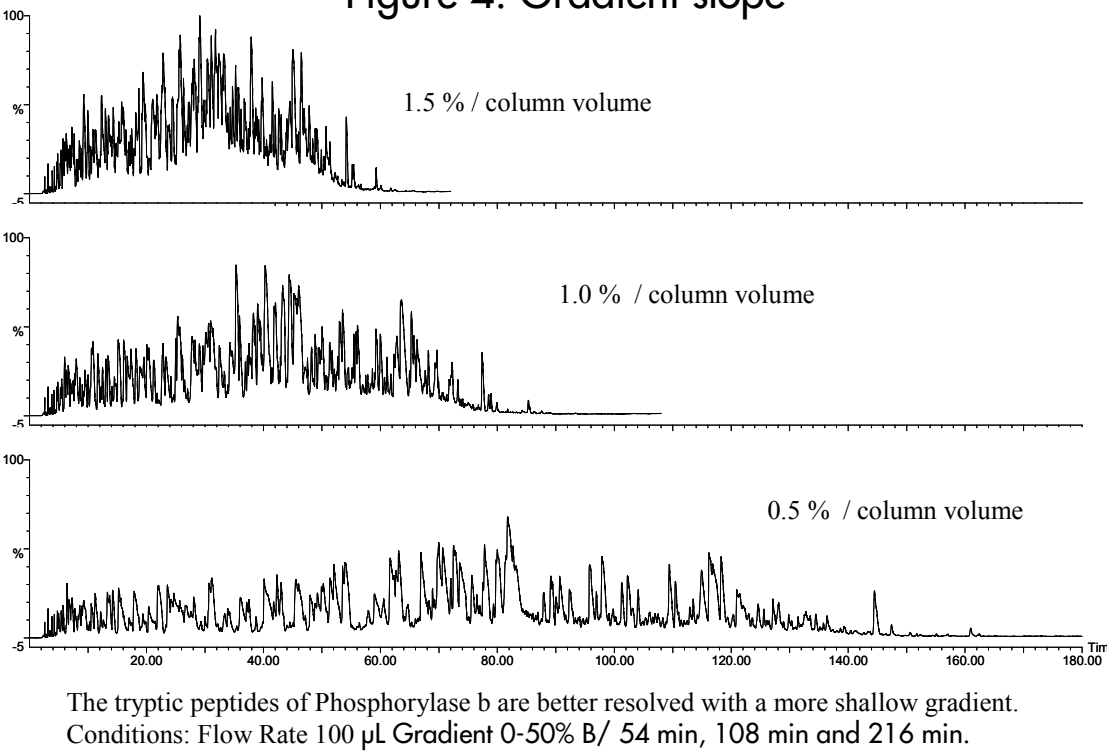 Figure 4. Gradient slope
100
%
-5
1.5 % / column volume
100
%
-5
1.0 % / column volume
100
%
-5
0.5 % / column volume
20.00 40.00 60.00 80.00 100.00 120.00 140.00 160.00 180.00
Tim
The tryptic peptides of Phosphorylase b are better resolved with a more shallow gradient.
Conditions: Flow Rate 100 µL Gradient 0-50% B/ 54 min, 108 min and 216 min.